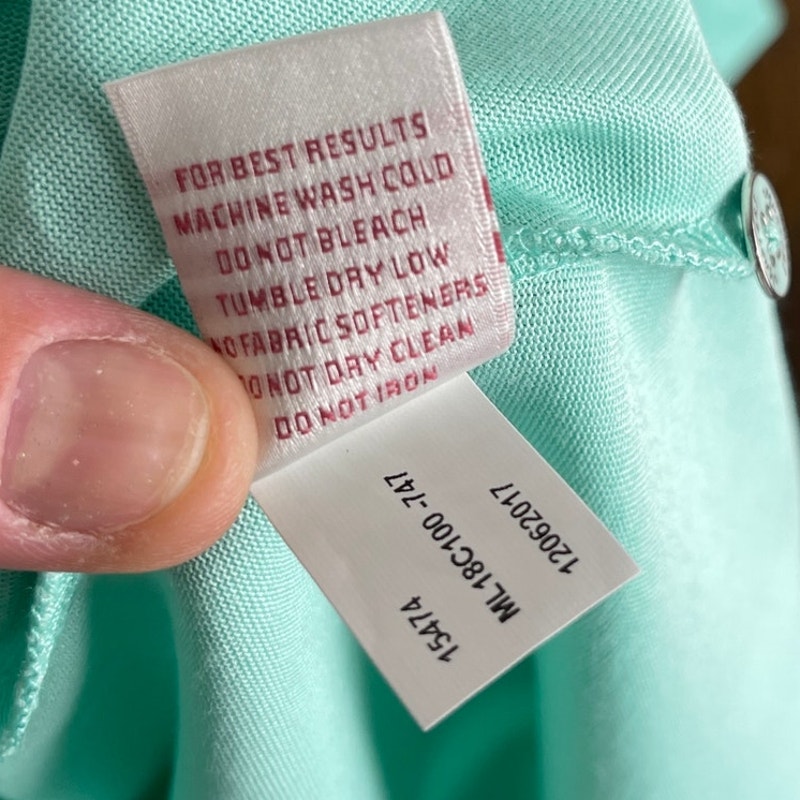 FOR BEST RESULTS
MACHINE WASH COLD
DO NOT BLEACH
TUMBLE DRY LOW
NO FABRIC SOFTENERS
DO NOT DRY CLEAN
DO NOT IRON
15474
ML18C100-747
12062017